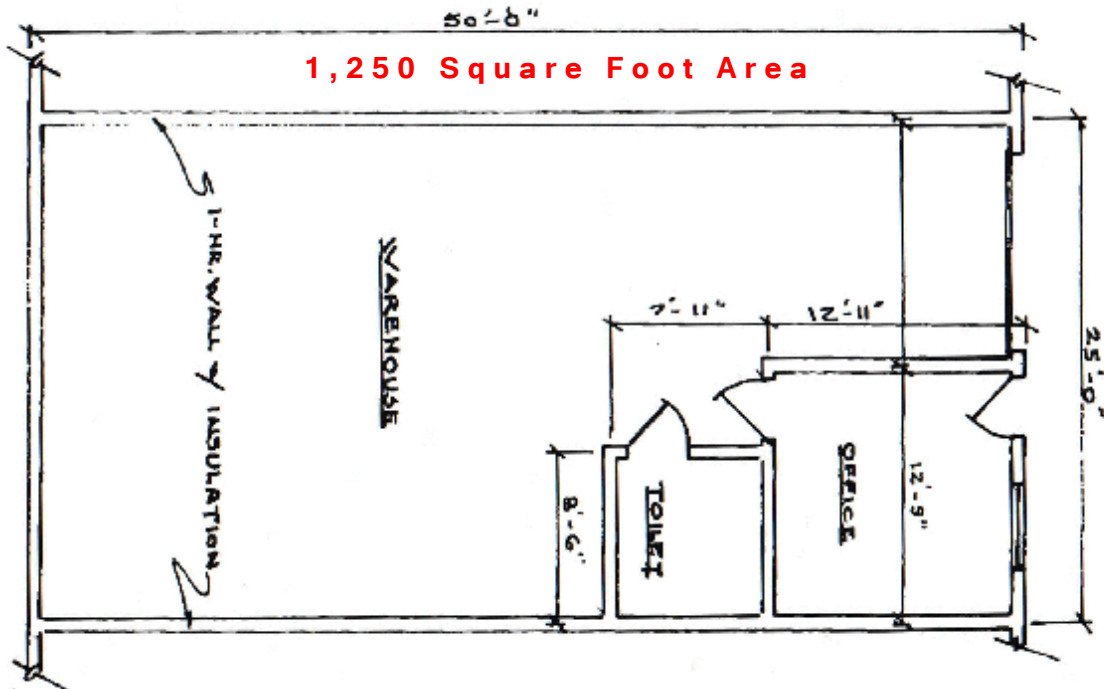 50'-0"
1,250 Square Foot Area
1-HR. WALL W/ INSULATION
WAREHOUSE
7'-11"
12'-11"
25'-0"
OFFICE
12'-9"
TOILET
8'-6"